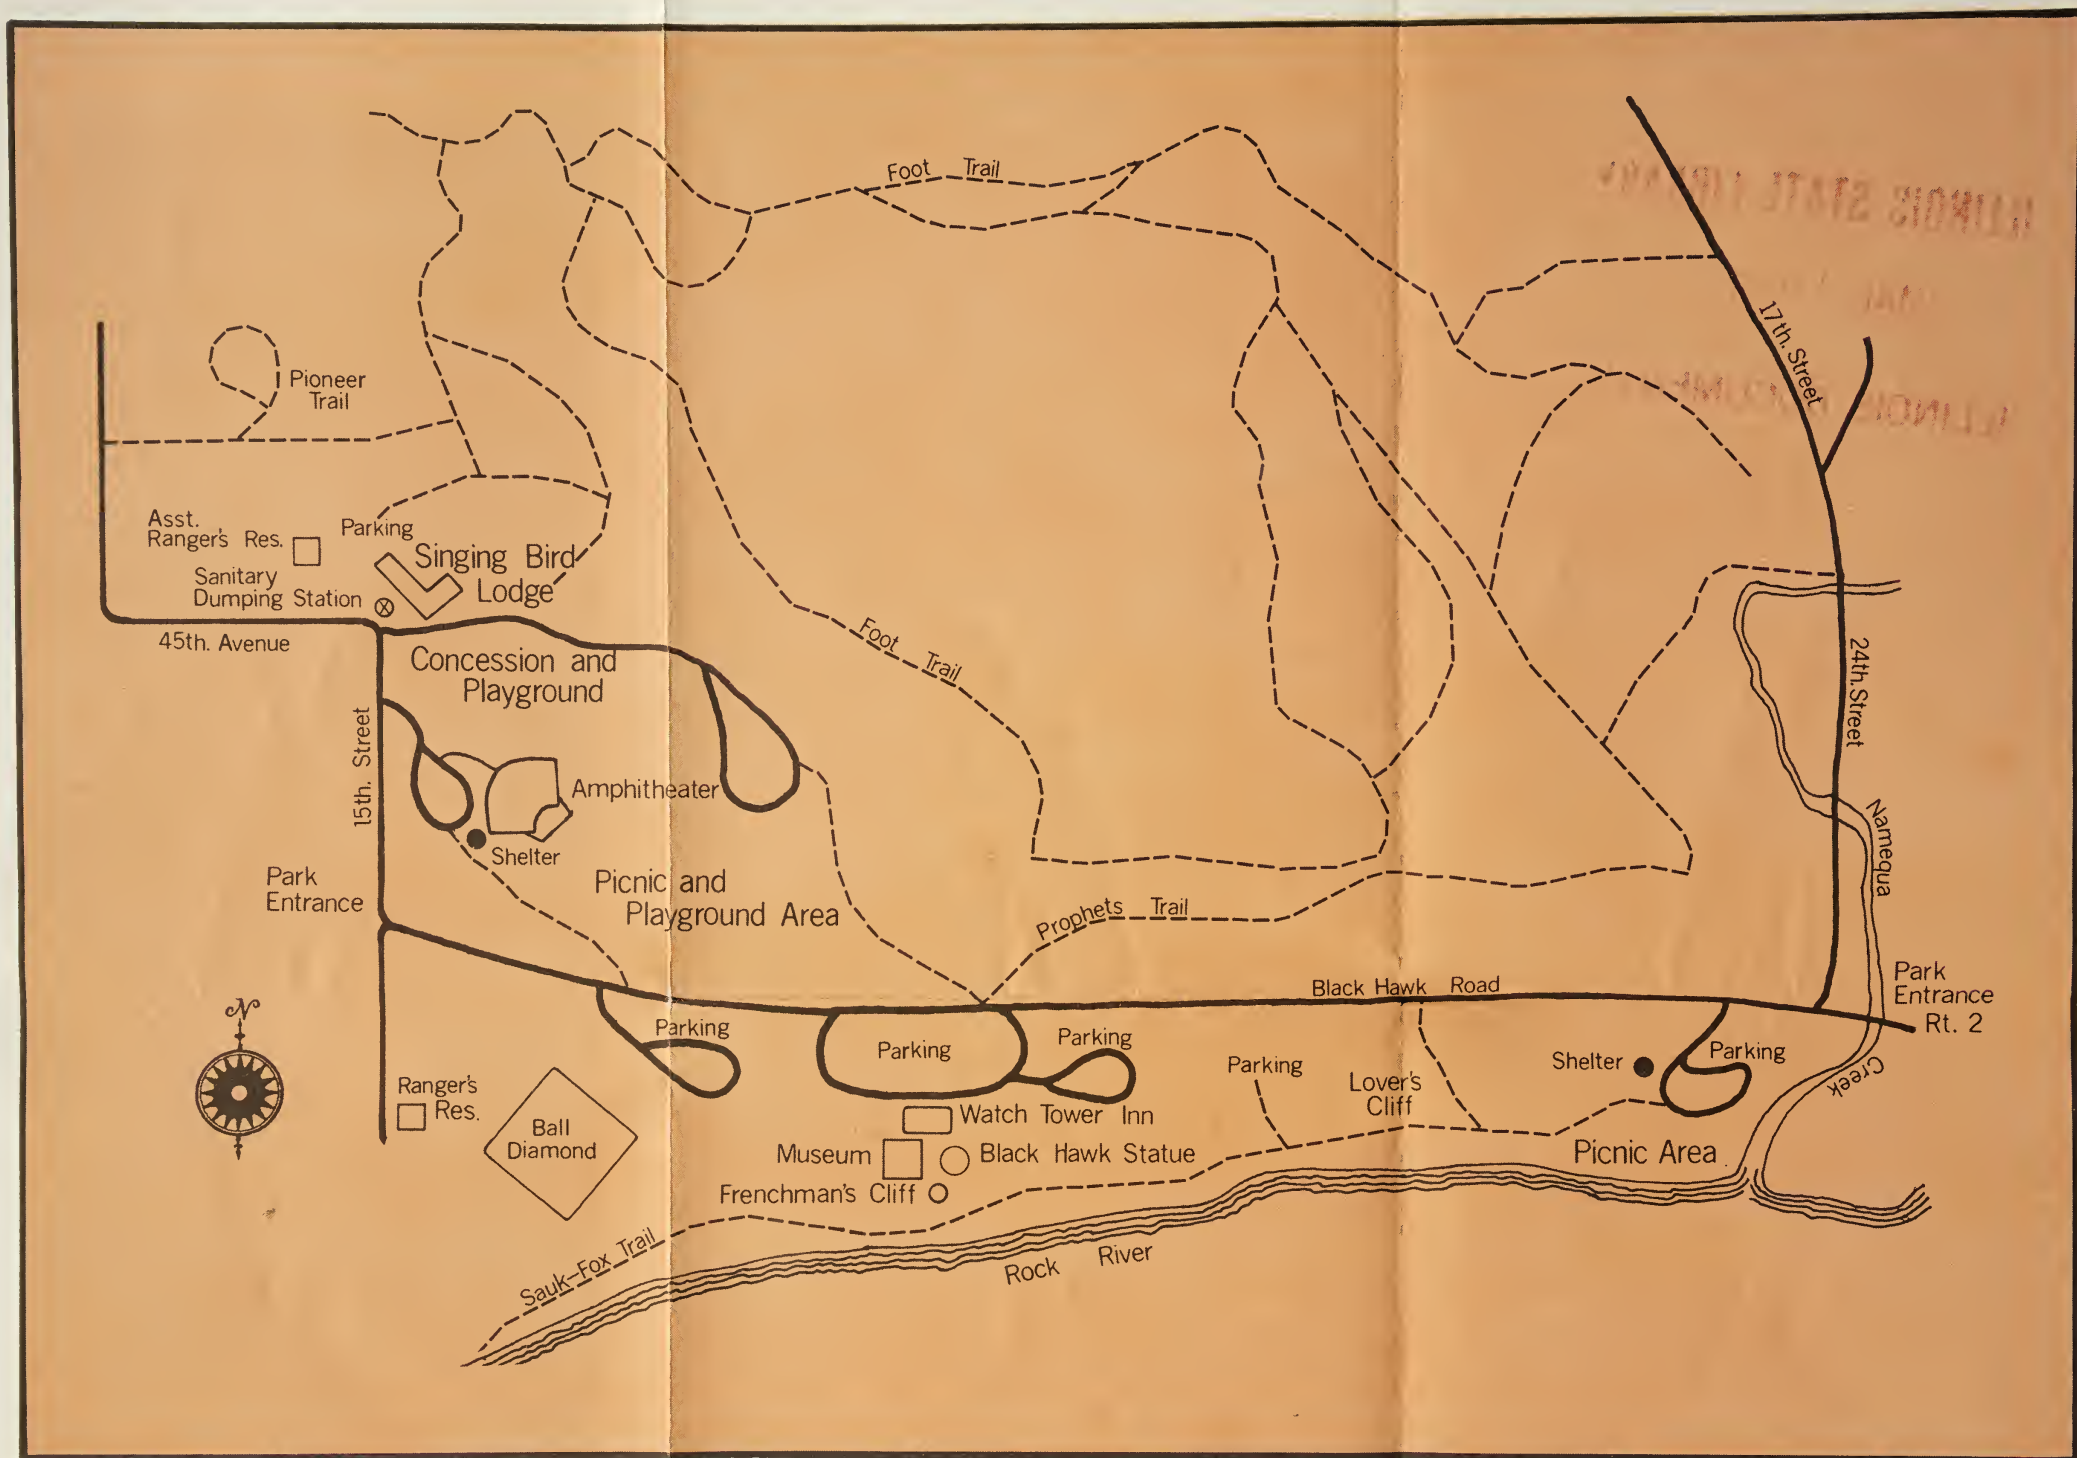 Foot Trail
17th. Street
Pioneer
Trail
Asst.
Ranger's Res.
Parking
Singing Bird
Lodge
Sanitary
Dumping Station
45th. Avenue
Concession and
Playground
Foot Trail
24th. Street
15th. Street
Amphitheater
Shelter
Namequa
Creek
Park
Entrance
Picnic and
Playground Area
Prophets Trail
Black Hawk Road
Park
Entrance
Rt. 2
N
Parking
Parking
Parking
Parking
Shelter
Parking
Lover's
Cliff
Ranger's
Res.
Ball
Diamond
Watch Tower Inn
Museum
Black Hawk Statue
Picnic Area
Frenchman's Cliff
Sauk-Fox Trail
Rock River
ILLINOIS STATE LIBRARY